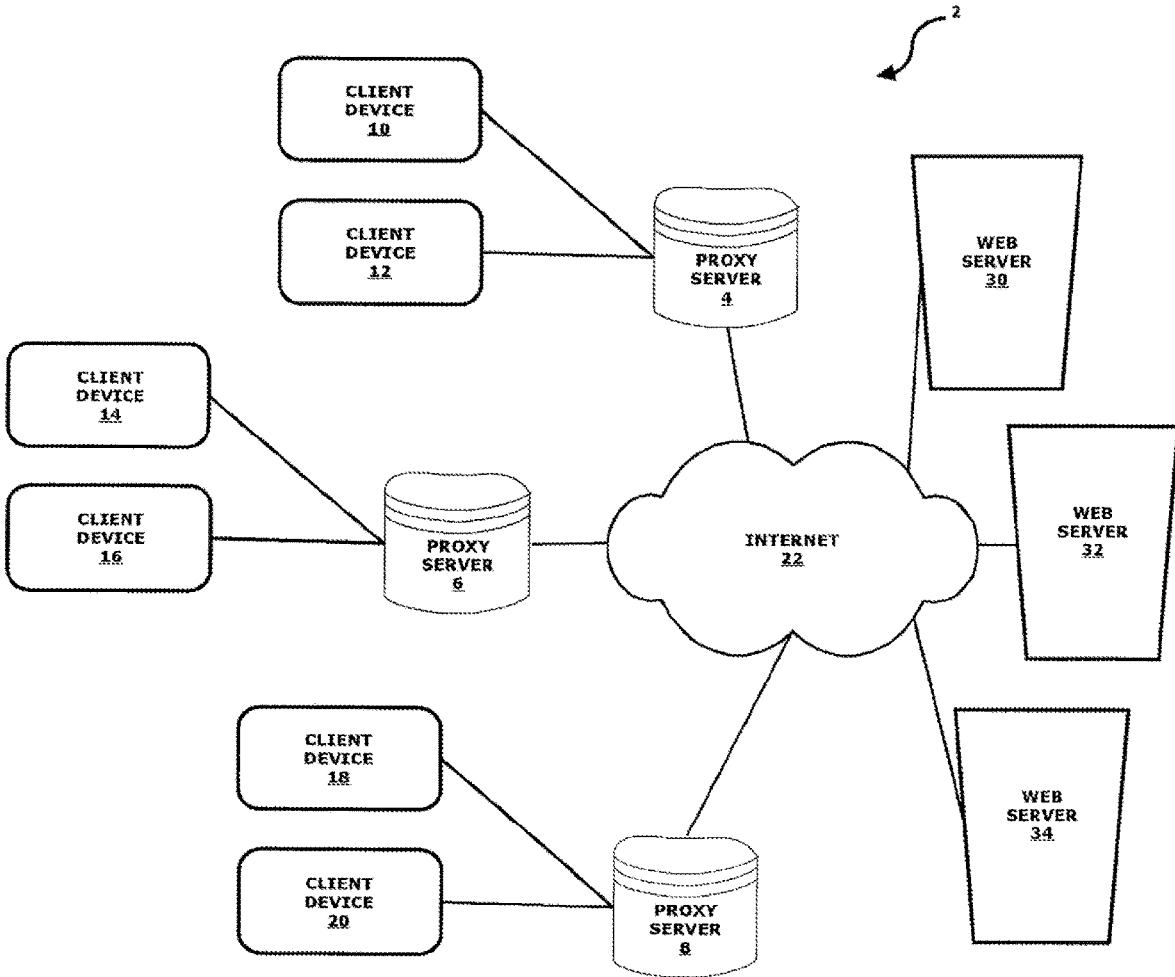 2
CLIENT
DEVICE
10
CLIENT
DEVICE
12
PROXY
SERVER
4
WEB
SERVER
30
CLIENT
DEVICE
14
CLIENT
DEVICE
16
PROXY
SERVER
6
INTERNET
22
WEB
SERVER
32
CLIENT
DEVICE
18
CLIENT
DEVICE
20
PROXY
SERVER
8
WEB
SERVER
34